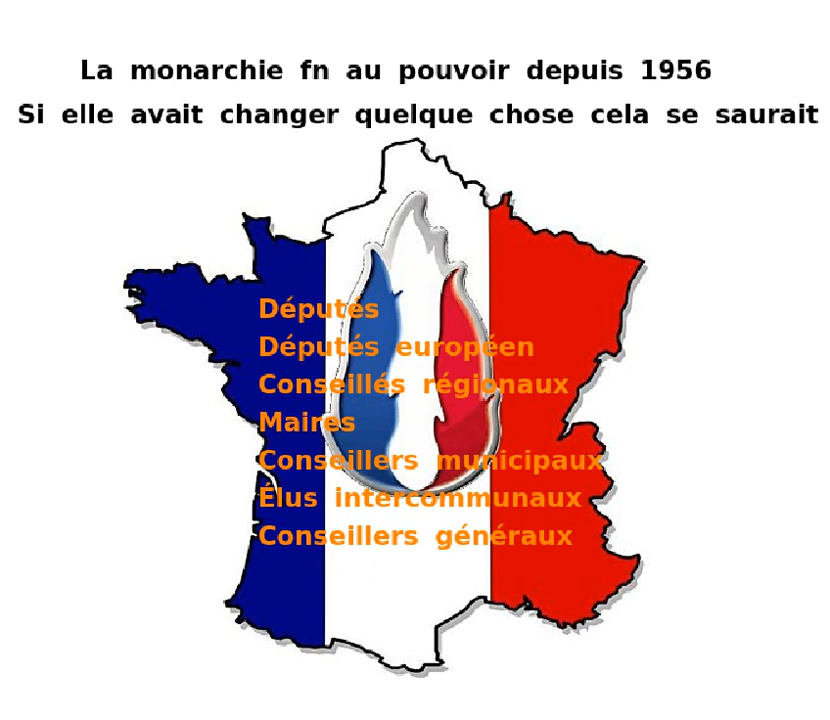 La monarchie fn au pouvoir depuis 1956
Si elle avait changer quelque chose cela se saurait
Députés
Députés européen
Conseillés régionaux
Maires
Conseillers municipaux
Élus intercommunaux
Conseillers généraux